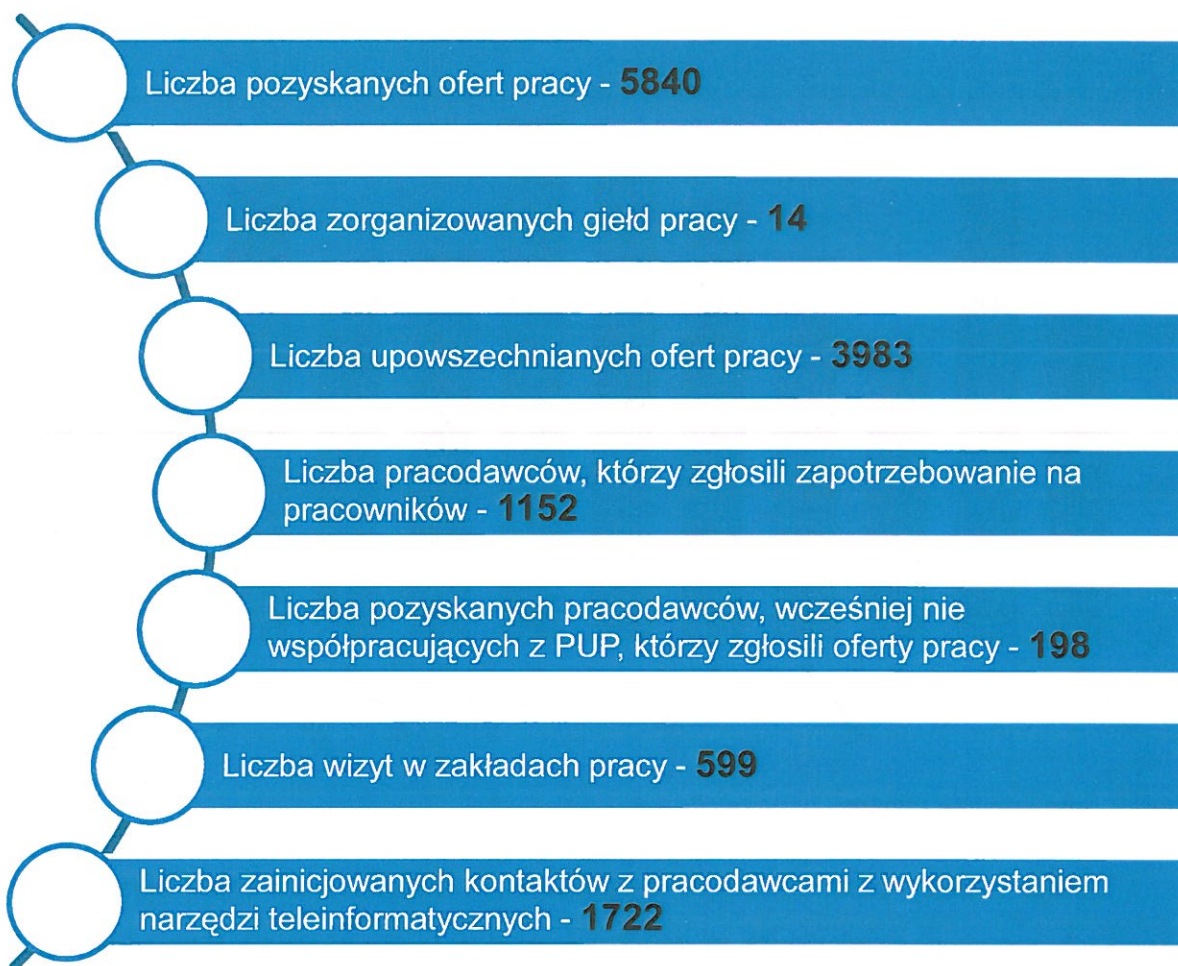 Liczba pozyskanych ofert pracy - 5840
Liczba zorganizowanych giełd pracy - 14
Liczba upowszechnianych ofert pracy - 3983
Liczba pracodawców, którzy zgłosili zapotrzebowanie na
pracowników - 1152
Liczba pozyskanych pracodawców, wcześniej nie
współpracujących z PUP, którzy zgłosili oferty pracy - 198
Liczba wizyt w zakładach pracy - 599
Liczba zainicjowanych kontaktów z pracodawcami z wykorzystaniem
narzędzi teleinformatycznych - 1722